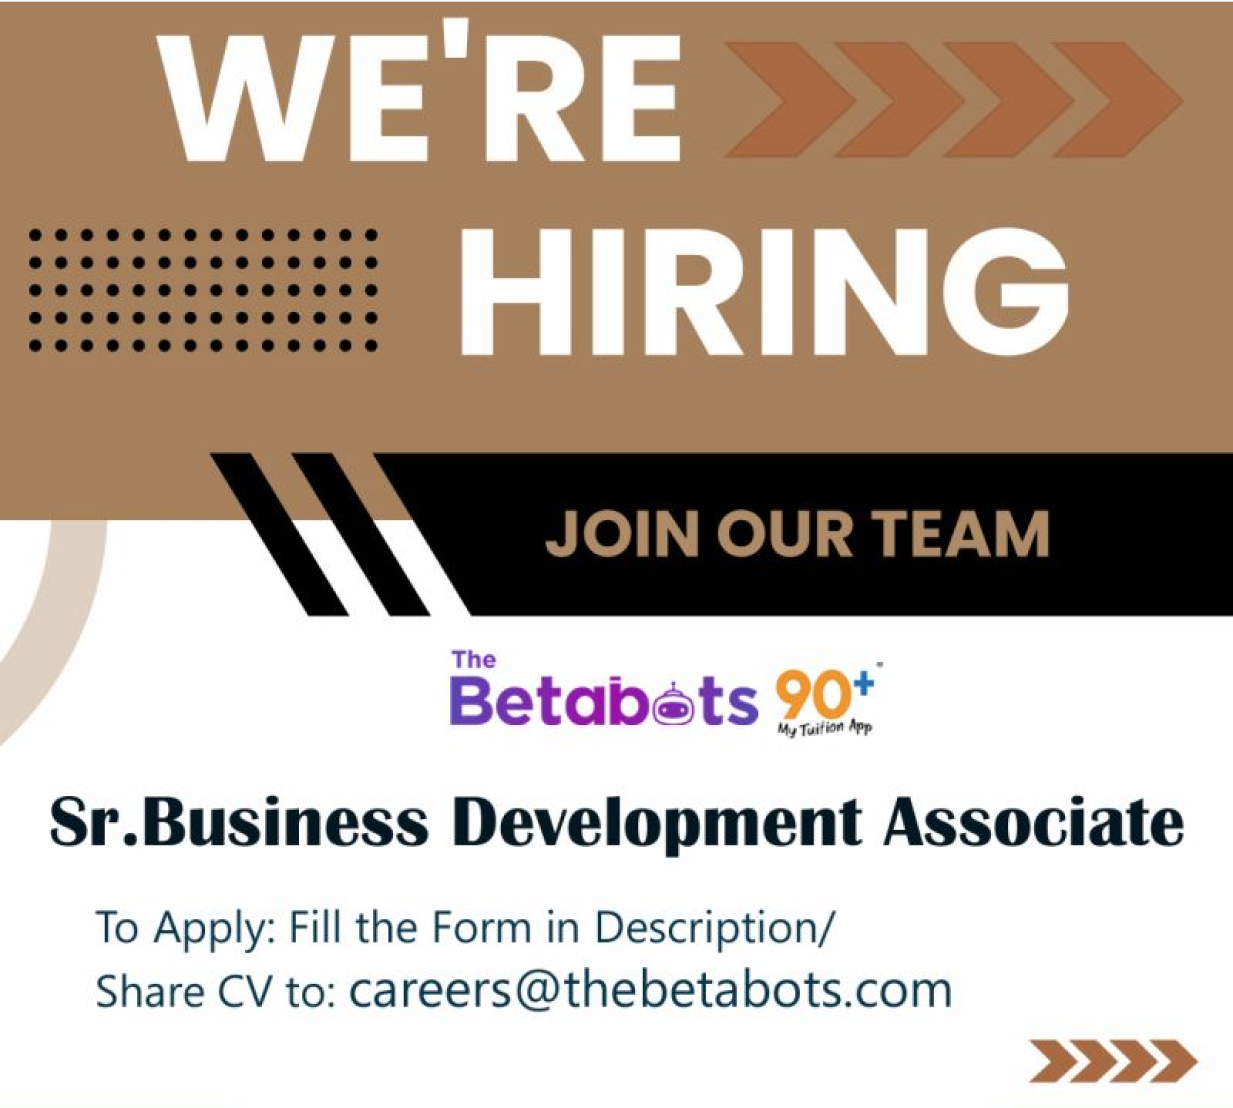 WE'RE
HIRING
JOIN OUR TEAM
The
Betabots 90+
My Tuition App
Sr.Business Development Associate
To Apply: Fill the Form in Description/
Share CV to: careers@thebetabots.com